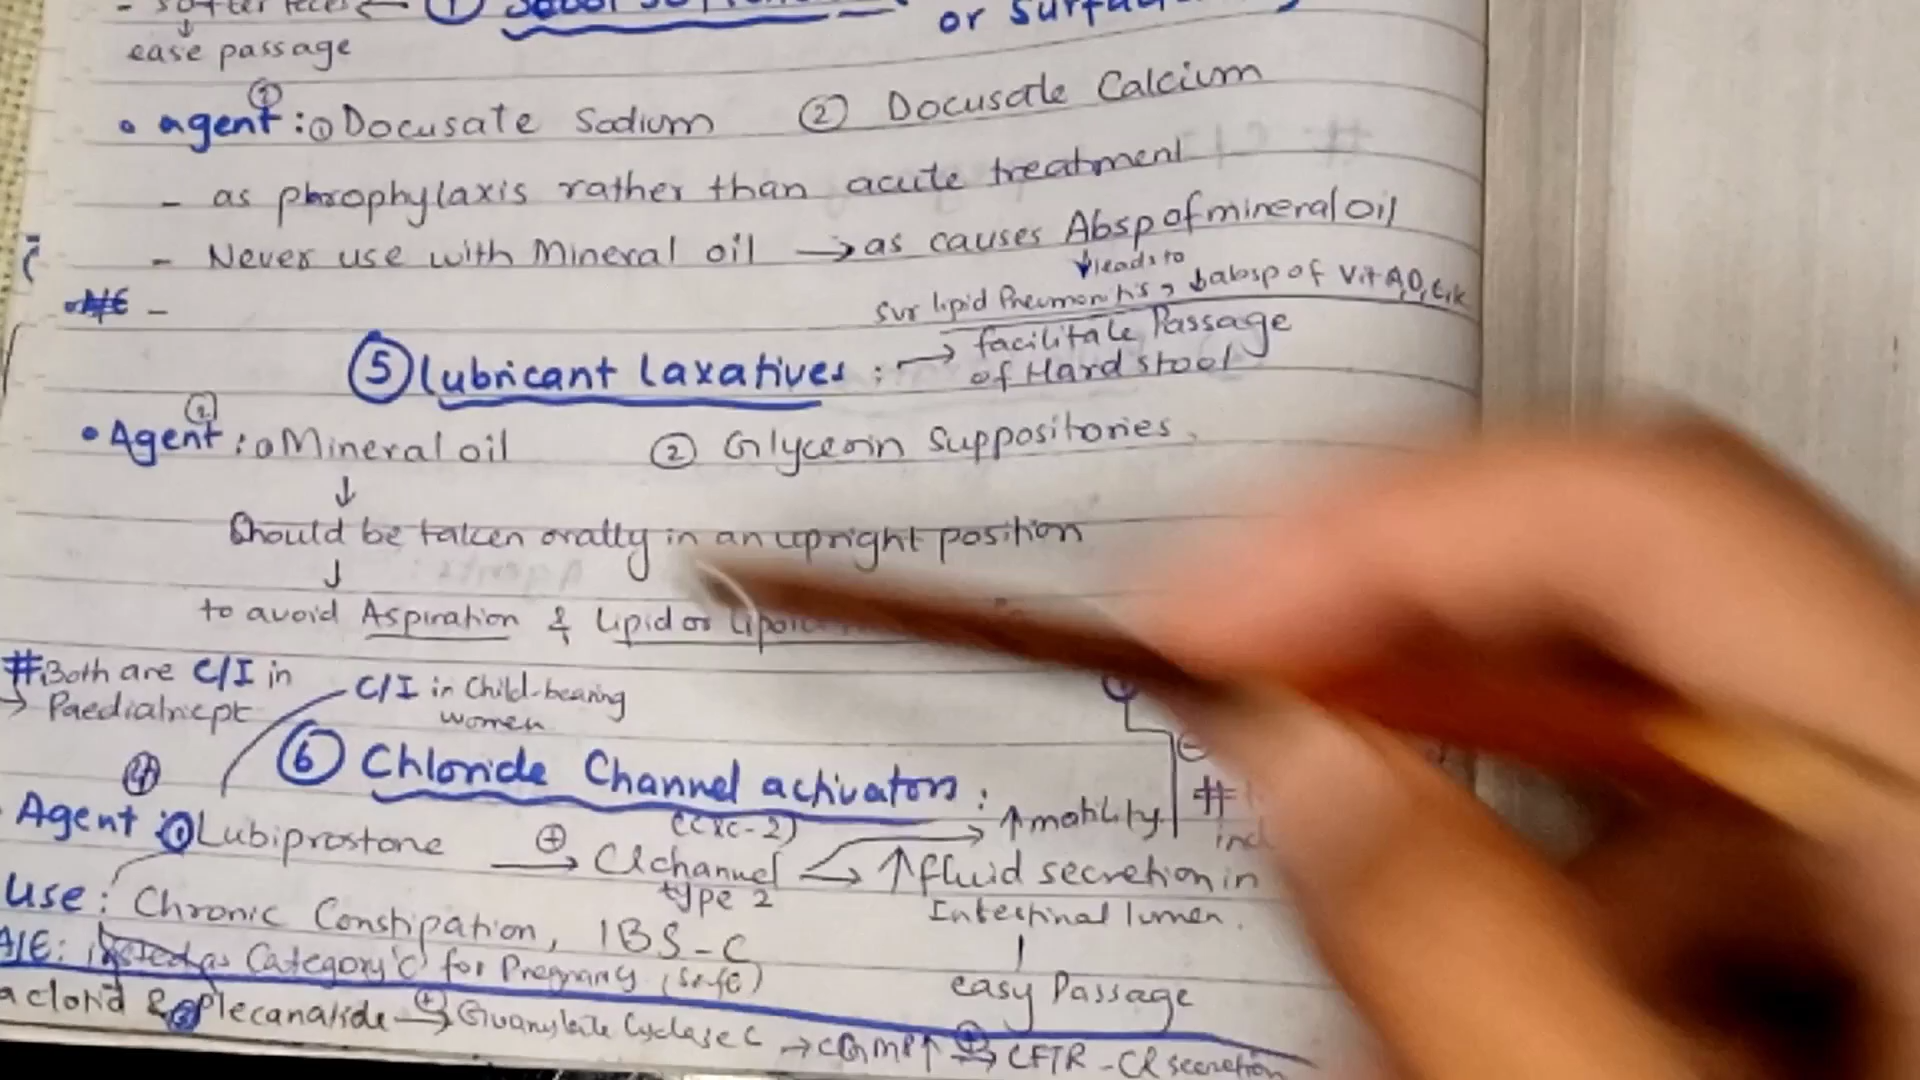 ease passage
or
• agent : ① Docusate Sodium ② Docusate Calcium
- as prophylaxis rather than acute treatment
- Never use with Mineral oil → as causes Absp of mineral oil
↓ leads to
lipid Pneumonitis, ↓ absp of Vit A,D,E,K
⑤ Lubricant laxatives : → facilitate Passage
of Hard stool
• Agent : ① Mineral oil ② Glycerin Suppositories
↓
Should be taken orally in an upright position
↓
to avoid Aspiration & Lipid or
# Both are C/I in
→ Paediatric pt
C/I in Child-bearing
women
⑥ Chloride Channel activators :
Agent : ① Lubiprostone ⊕ → Cl channel → ↑ motility
type 2 → ↑ fluid secretion in
Intestinal lumen.
easy Passage
Use : Chronic Constipation, IBS-C
A/E: listed as Category 'C' for Pregnancy (safe)
& Plecanatide ⊕ → Guanylate Cyclase C → cGMP ↑ ⊕ → CFTR - Cl secretion